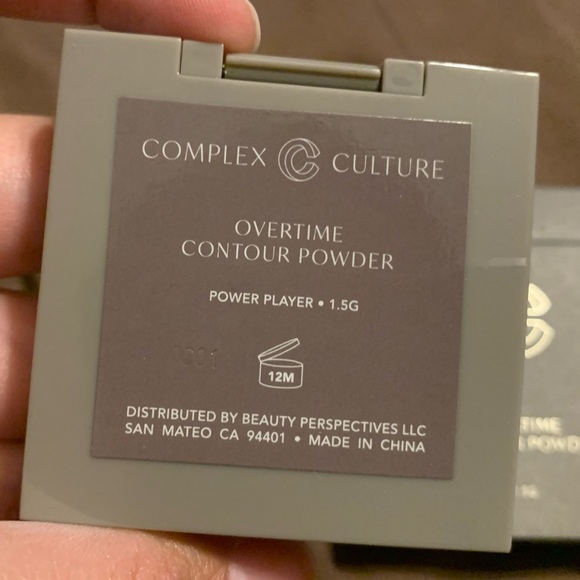 COMPLEX CULTURE
OVERTIME
CONTOUR POWDER
POWER PLAYER • 1.5G
12M
DISTRIBUTED BY BEAUTY PERSPECTIVES LLC
SAN MATEO CA 94401 • MADE IN CHINA